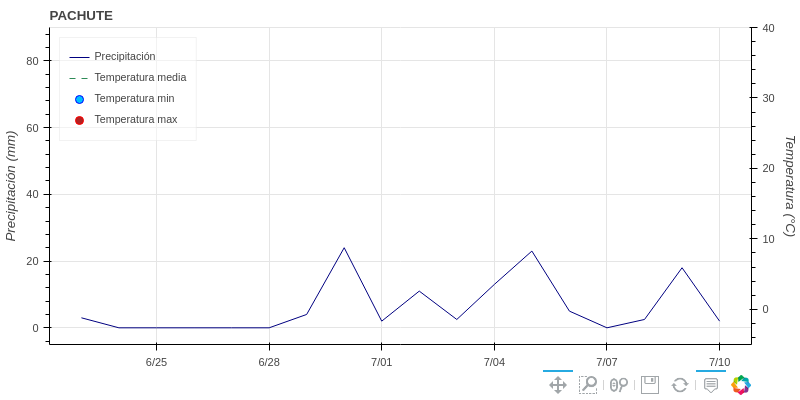 PACHUTE
Precipitación
Temperatura media
Temperatura min
Temperatura max
Precipitación (mm)
80
60
40
20
0
Temperatura (°C)
40
30
20
10
0
6/25
6/28
7/01
7/04
7/07
7/10